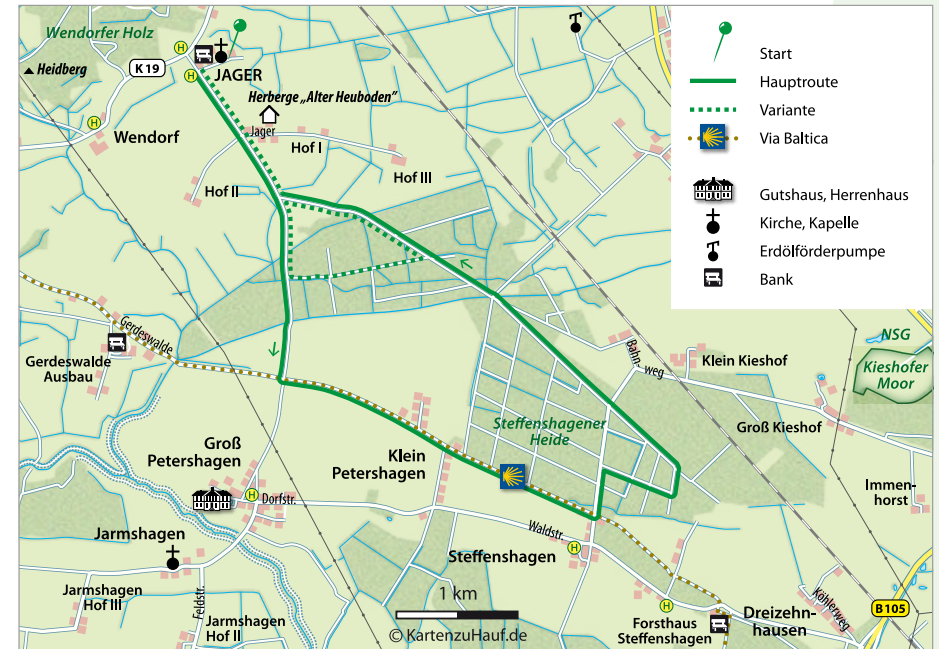 Wendorfer Holz
Heidberg
K 19
H
H
JAGER
Herberge „Alter Heuboden“
H
Wendorf
Jager
Hof I
Hof II
Hof III
Start
Hauptroute
Variante
Via Baltica
Gutshaus, Herrenhaus
Kirche, Kapelle
Erdölförderpumpe
Bank
Gerdeswalde
Gerdeswalde
Ausbau
Bahn-
weg
Klein Kieshof
NSG
Kieshofer
Moor
Groß Kieshof
Steffenshagener
Heide
Groß
Petershagen
Klein
Petershagen
Immen-
horst
H
Dorfstr.
Jarmshagen
Waldstr.
H
Steffenshagen
Jarmshagen
Hof III
Feldstr.
Jarmshagen
Hof II
1 km
© KartenzuHauf.de
H
Forsthaus
Steffenshagen
Dreizehn-
hausen
Köhlerweg
B 105